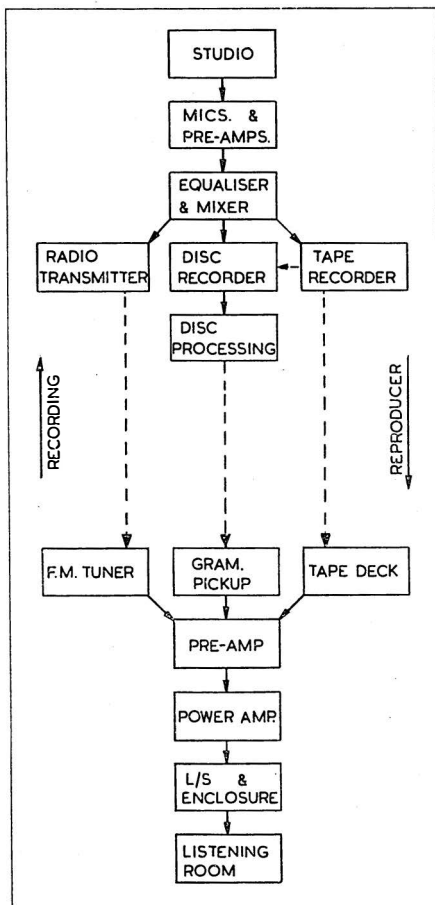 STUDIO
MICS. &
PRE-AMPS.
EQUALISER
& MIXER
RADIO
TRANSMITTER
DISC
RECORDER
TAPE
RECORDER
DISC
PROCESSING
RECORDING
REPRODUCER
F.M. TUNER
GRAM.
PICKUP
TAPE DECK
PRE-AMP
POWER AMP.
L/S &
ENCLOSURE
LISTENING
ROOM